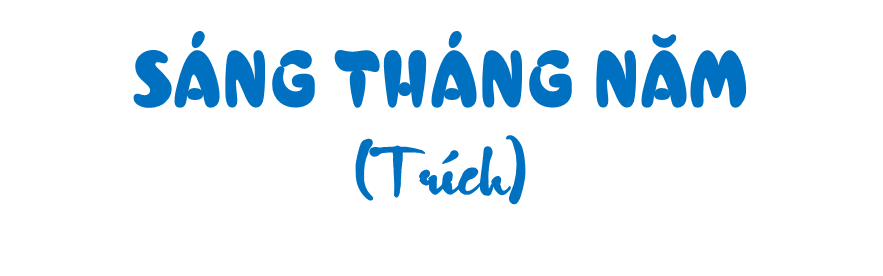 SÁNG THÁNG NĂM
(Trích)